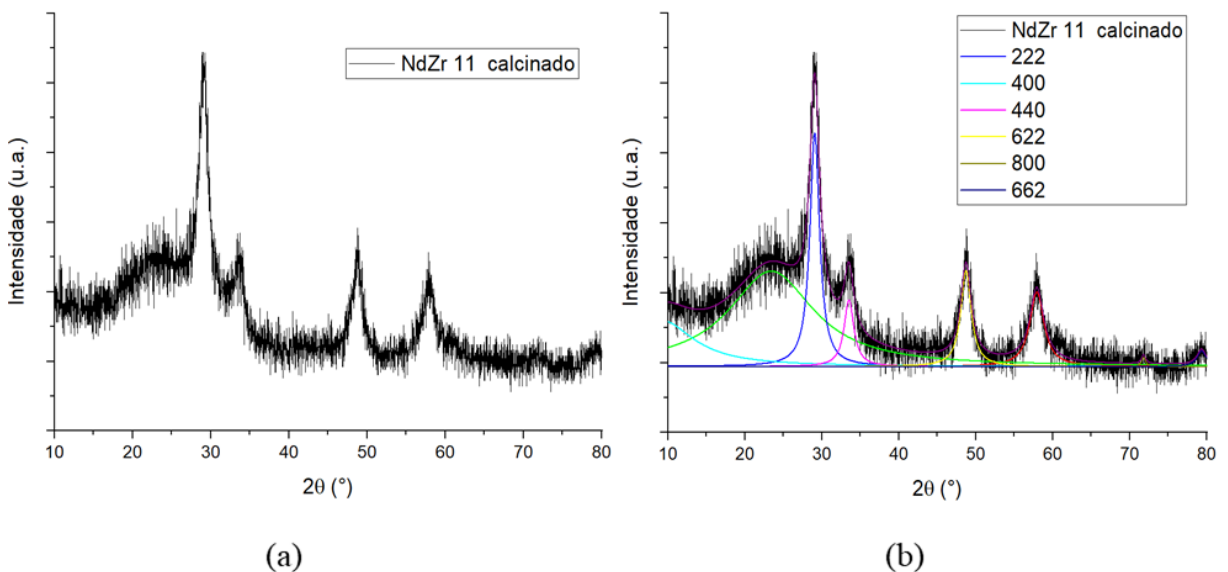 NdZr 11 calcinado
Intensidade (u.a.)
10 20 30 40 50 60 70 80
2θ (°)
(a)
NdZr 11 calcinado
222
400
440
622
800
662
Intensidade (u.a.)
10 20 30 40 50 60 70 80
2θ (°)
(b)